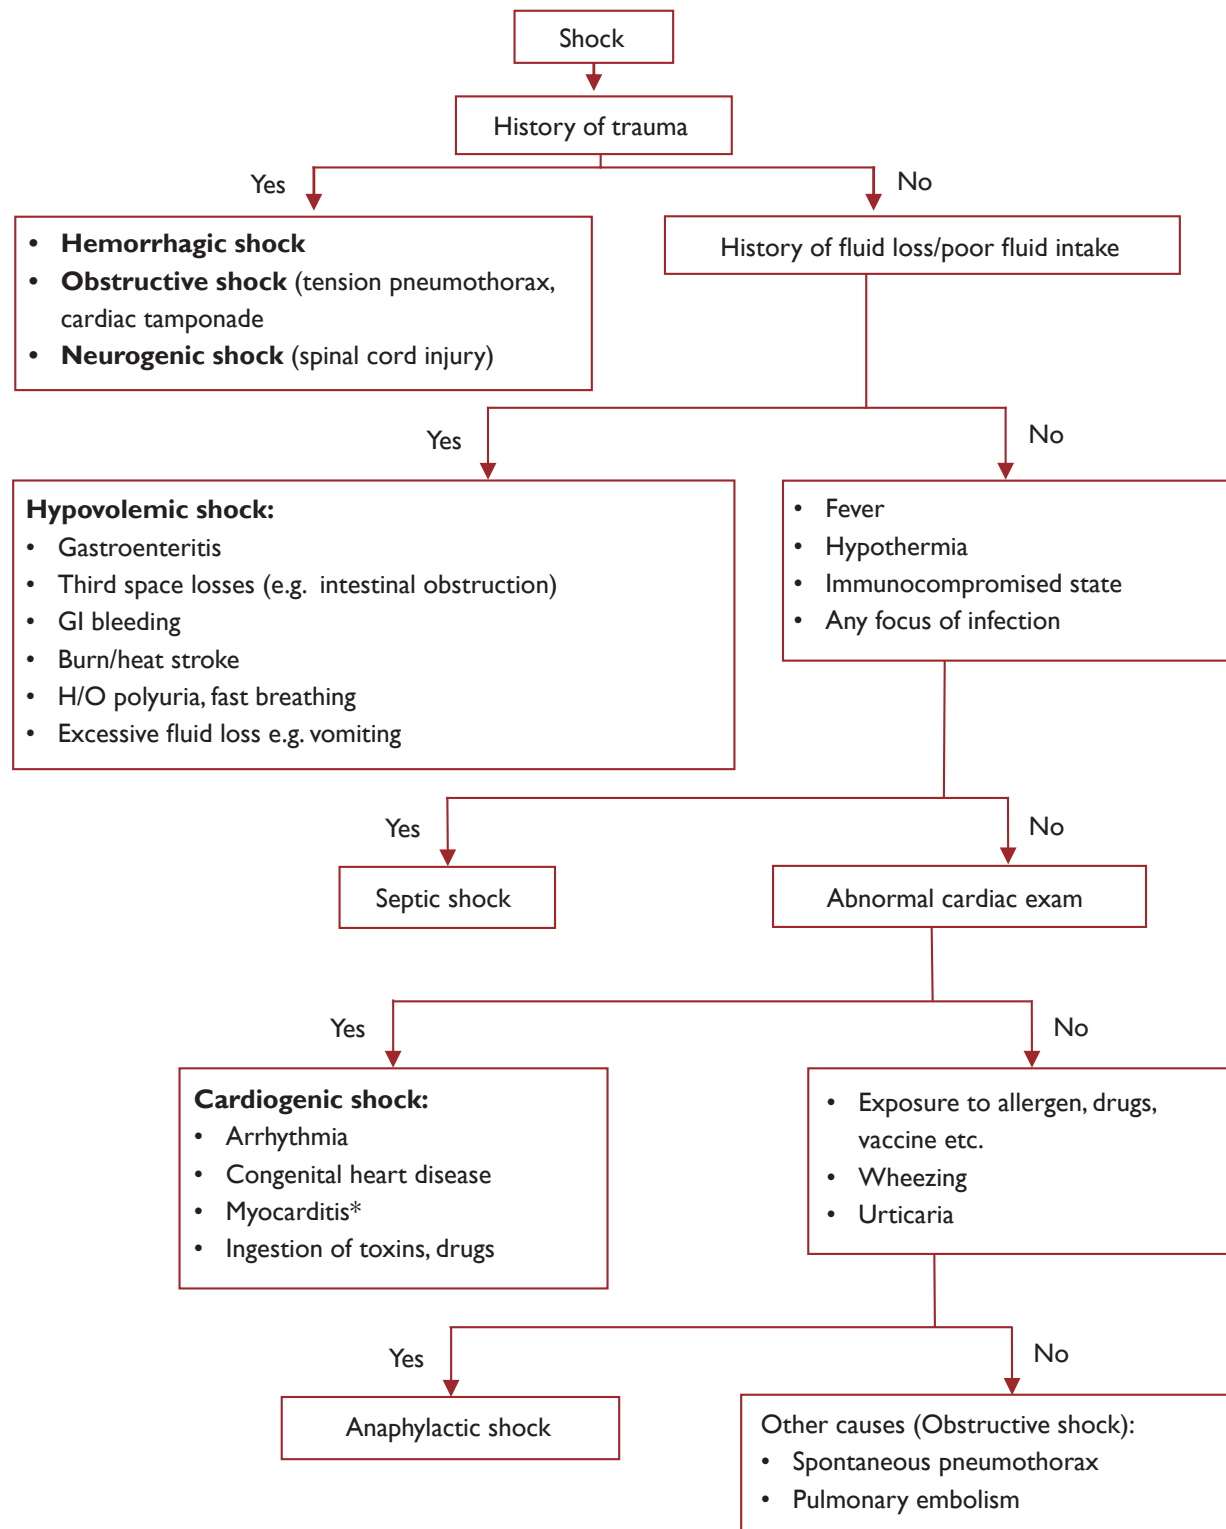 Shock
History of trauma
Yes
No
• Hemorrhagic shock
• Obstructive shock (tension pneumothorax,
cardiac tamponade
• Neurogenic shock (spinal cord injury)
History of fluid loss/poor fluid intake
Yes
No
Hypovolemic shock:
• Gastroenteritis
• Third space losses (e.g. intestinal obstruction)
• GI bleeding
• Burn/heat stroke
• H/O polyuria, fast breathing
• Excessive fluid loss e.g. vomiting
• Fever
• Hypothermia
• Immunocompromised state
• Any focus of infection
Yes
No
Septic shock
Abnormal cardiac exam
Yes
No
Cardiogenic shock:
• Arrhythmia
• Congenital heart disease
• Myocarditis*
• Ingestion of toxins, drugs
• Exposure to allergen, drugs,
vaccine etc.
• Wheezing
• Urticaria
Yes
No
Anaphylactic shock
Other causes (Obstructive shock):
• Spontaneous pneumothorax
• Pulmonary embolism